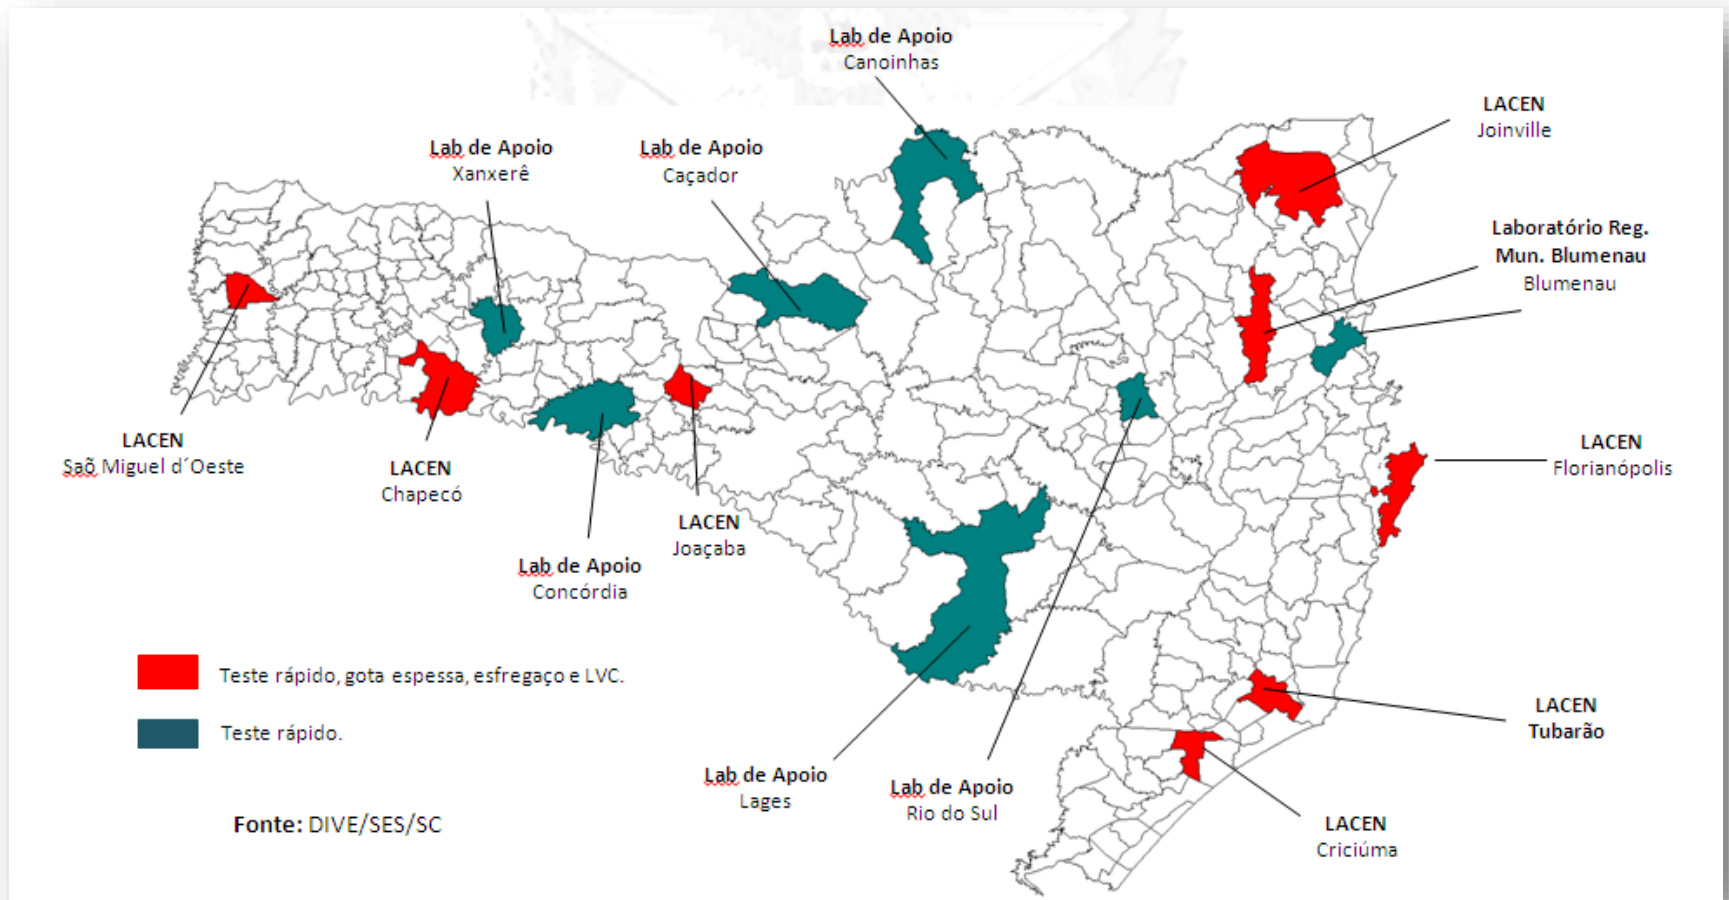 Lab de Apoio
Canoinhas
LACEN
Joinville
Lab de Apoio
Xanxerê
Lab de Apoio
Caçador
Laboratório Reg.
Mun. Blumenau
Blumenau
LACEN
Saõ Miguel d´Oeste
LACEN
Chapecó
LACEN
Florianópolis
LACEN
Joaçaba
Lab de Apoio
Concórdia
Teste rápido, gota espessa, esfregaço e LVC.
Teste rápido.
LACEN
Tubarão
Lab de Apoio
Lages
Lab de Apoio
Rio do Sul
Fonte: DIVE/SES/SC
LACEN
Criciúma